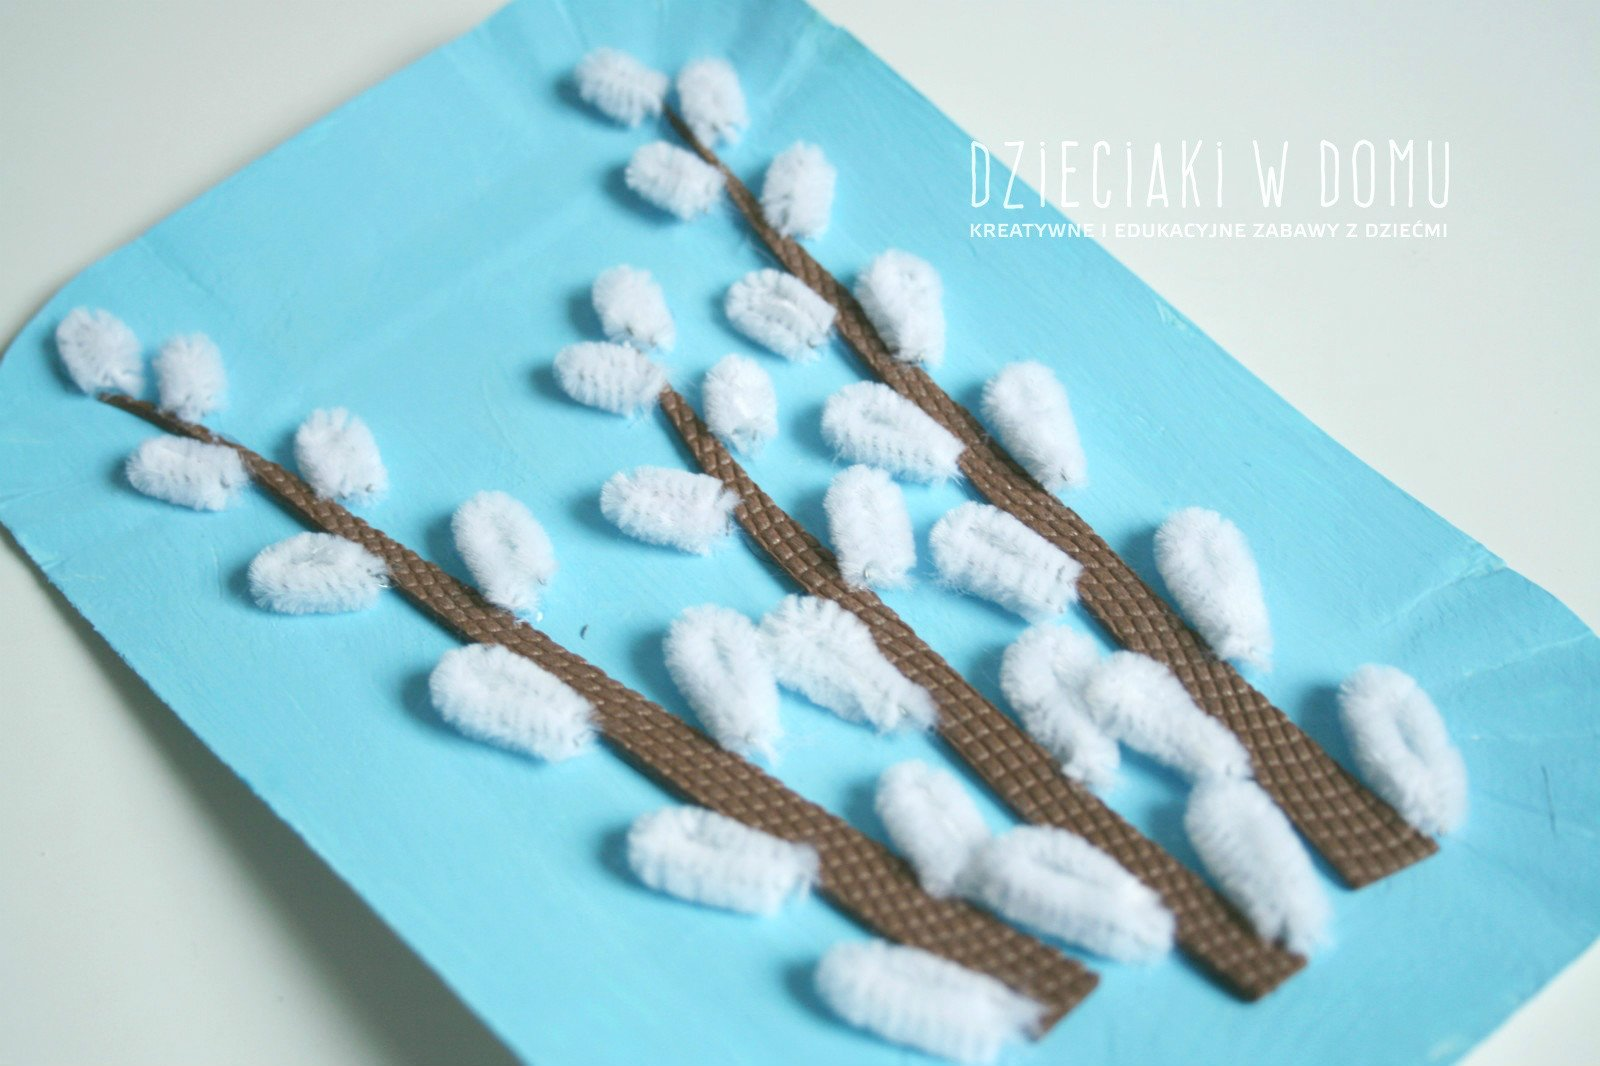 DZiECiAKi W DOMU
KREATYWNE I EDUKACYJNE ZABAWY Z DZIEĆMI